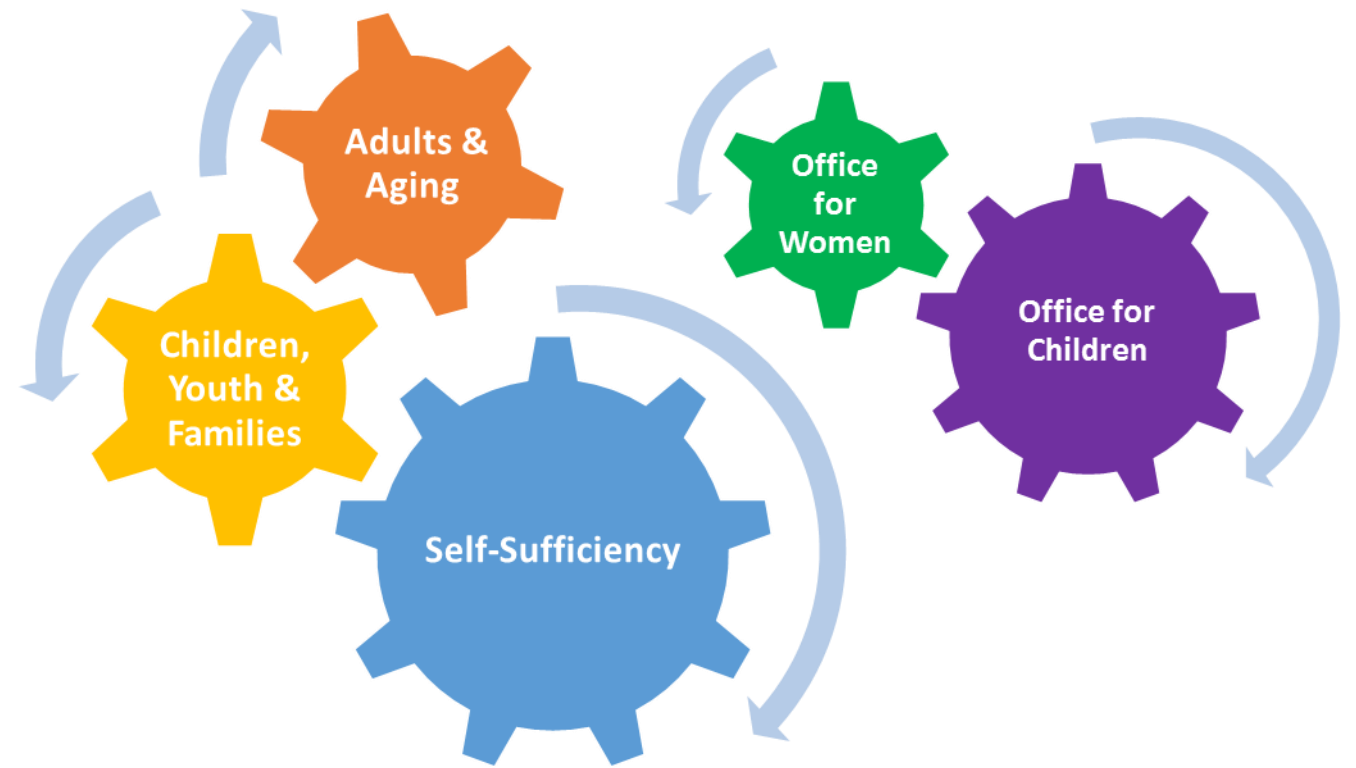 Adults &
Aging
Children,
Youth &
Families
Self-Sufficiency
Office
for
Women
Office for
Children